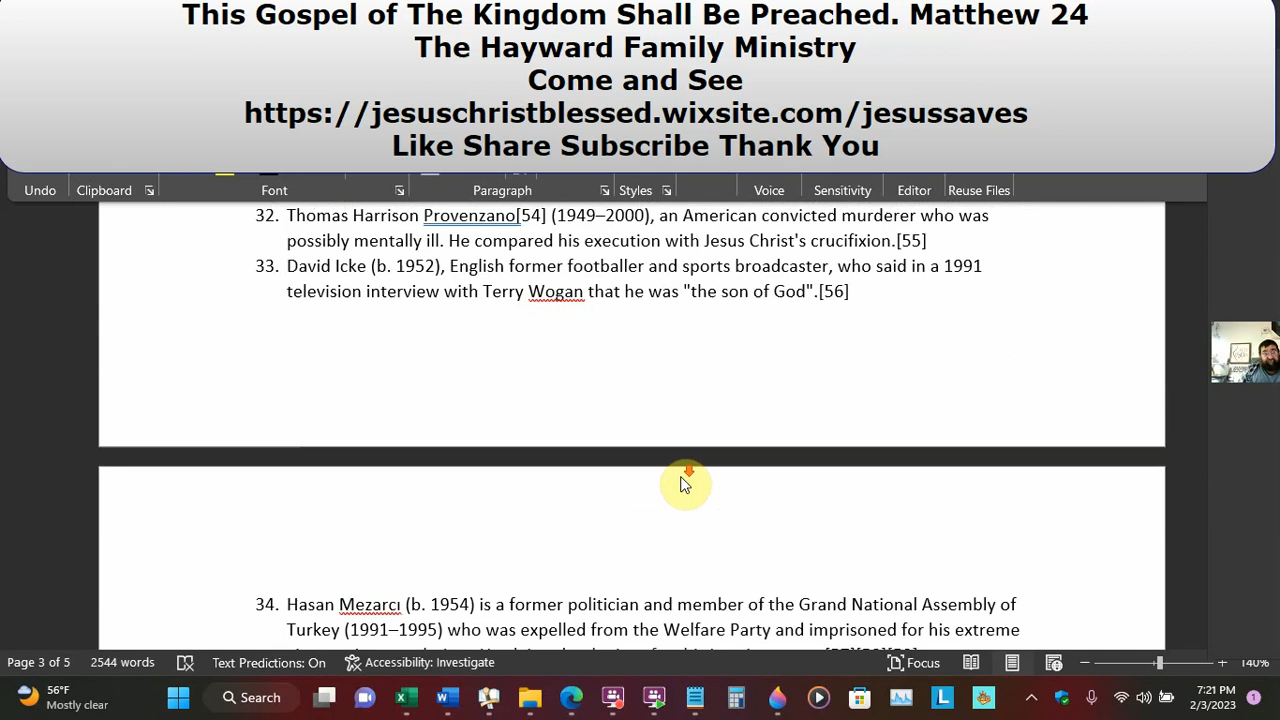 This Gospel of The Kingdom Shall Be Preached. Matthew 24
The Hayward Family Ministry
Come and See
https://jesuschristblessed.wixsite.com/jesussaves
Like Share Subscribe Thank You
Undo Clipboard Font Paragraph Styles Voice Sensitivity Editor Reuse Files
32. Thomas Harrison Provenzano[54] (1949–2000), an American convicted murderer who was
possibly mentally ill. He compared his execution with Jesus Christ's crucifixion.[55]
33. David Icke (b. 1952), English former footballer and sports broadcaster, who said in a 1991
television interview with Terry Wogan that he was "the son of God".[56]
34. Hasan Mezarcı (b. 1954) is a former politician and member of the Grand National Assembly of
Turkey (1991–1995) who was expelled from the Welfare Party and imprisoned for his extreme
Page 3 of 5 2544 words Text Predictions: On Accessibility: Investigate Focus 140%
56°F
Mostly clear
Search
7:21 PM
2/3/2023